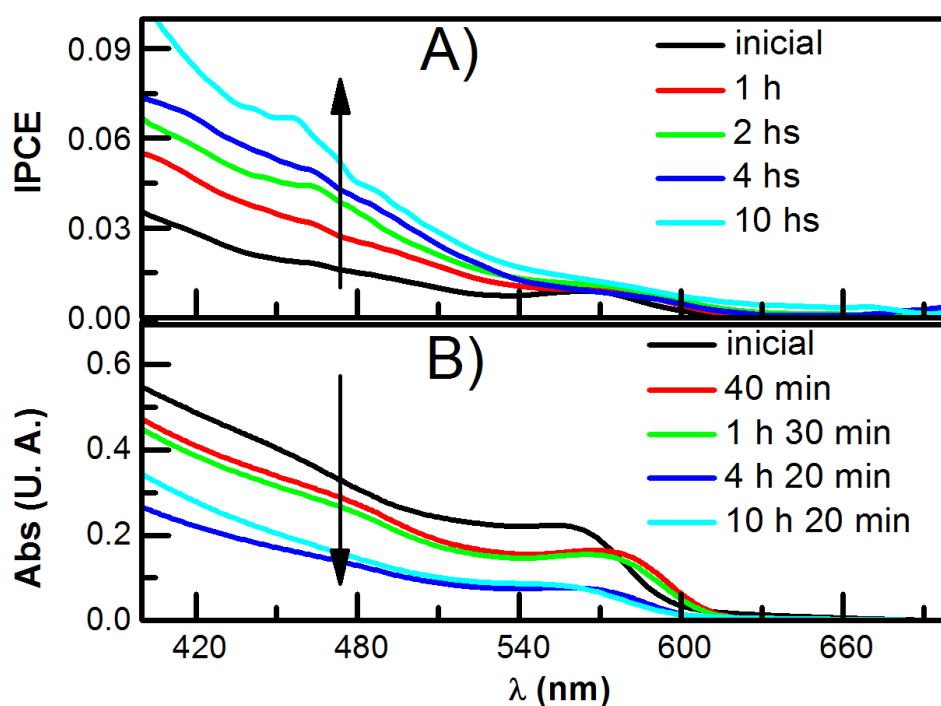 A)
IPCE
0.09
0.06
0.03
0.00
inicial
1 h
2 hs
4 hs
10 hs
B)
Abs (U. A.)
0.6
0.4
0.2
0.0
inicial
40 min
1 h 30 min
4 h 20 min
10 h 20 min
420 480 540 600 660
λ (nm)